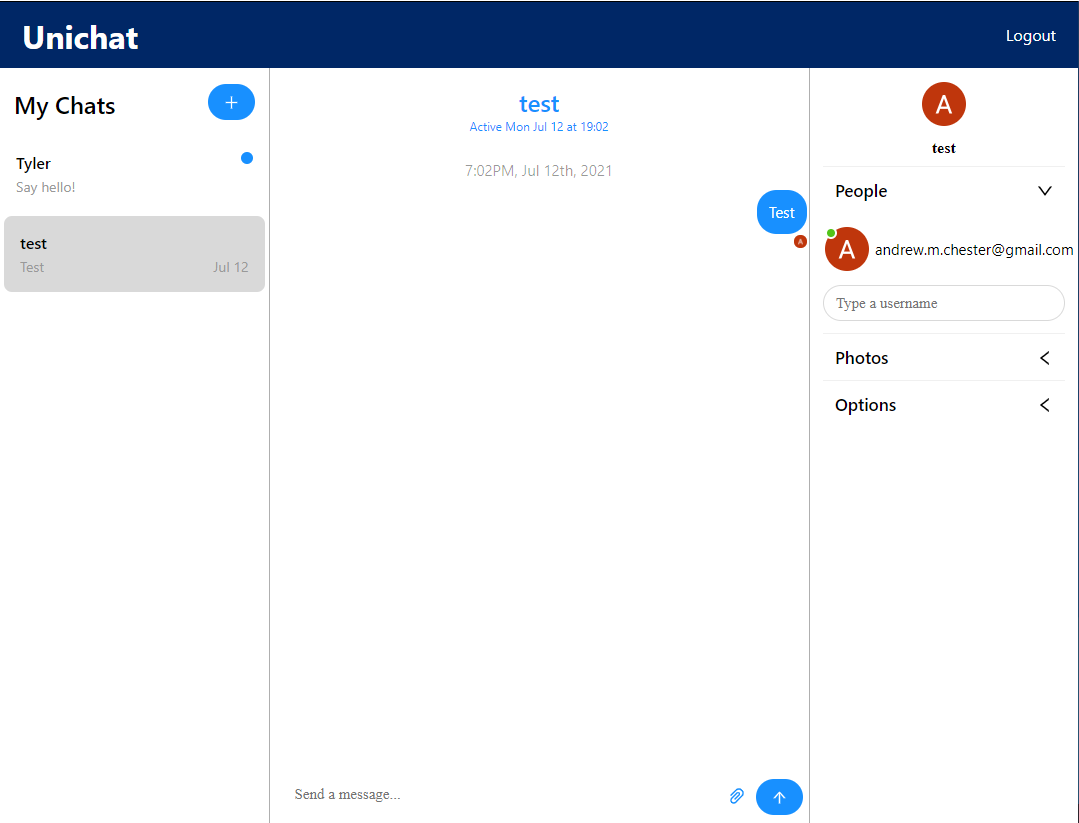 Unichat
Logout
My Chats
+
Tyler
Say hello!
test
Test
Jul 12
test
Active Mon Jul 12 at 19:02
7:02PM, Jul 12th, 2021
Test
A
Send a message...
A
test
People
A
andrew.m.chester@gmail.com
Type a username
Photos
Options